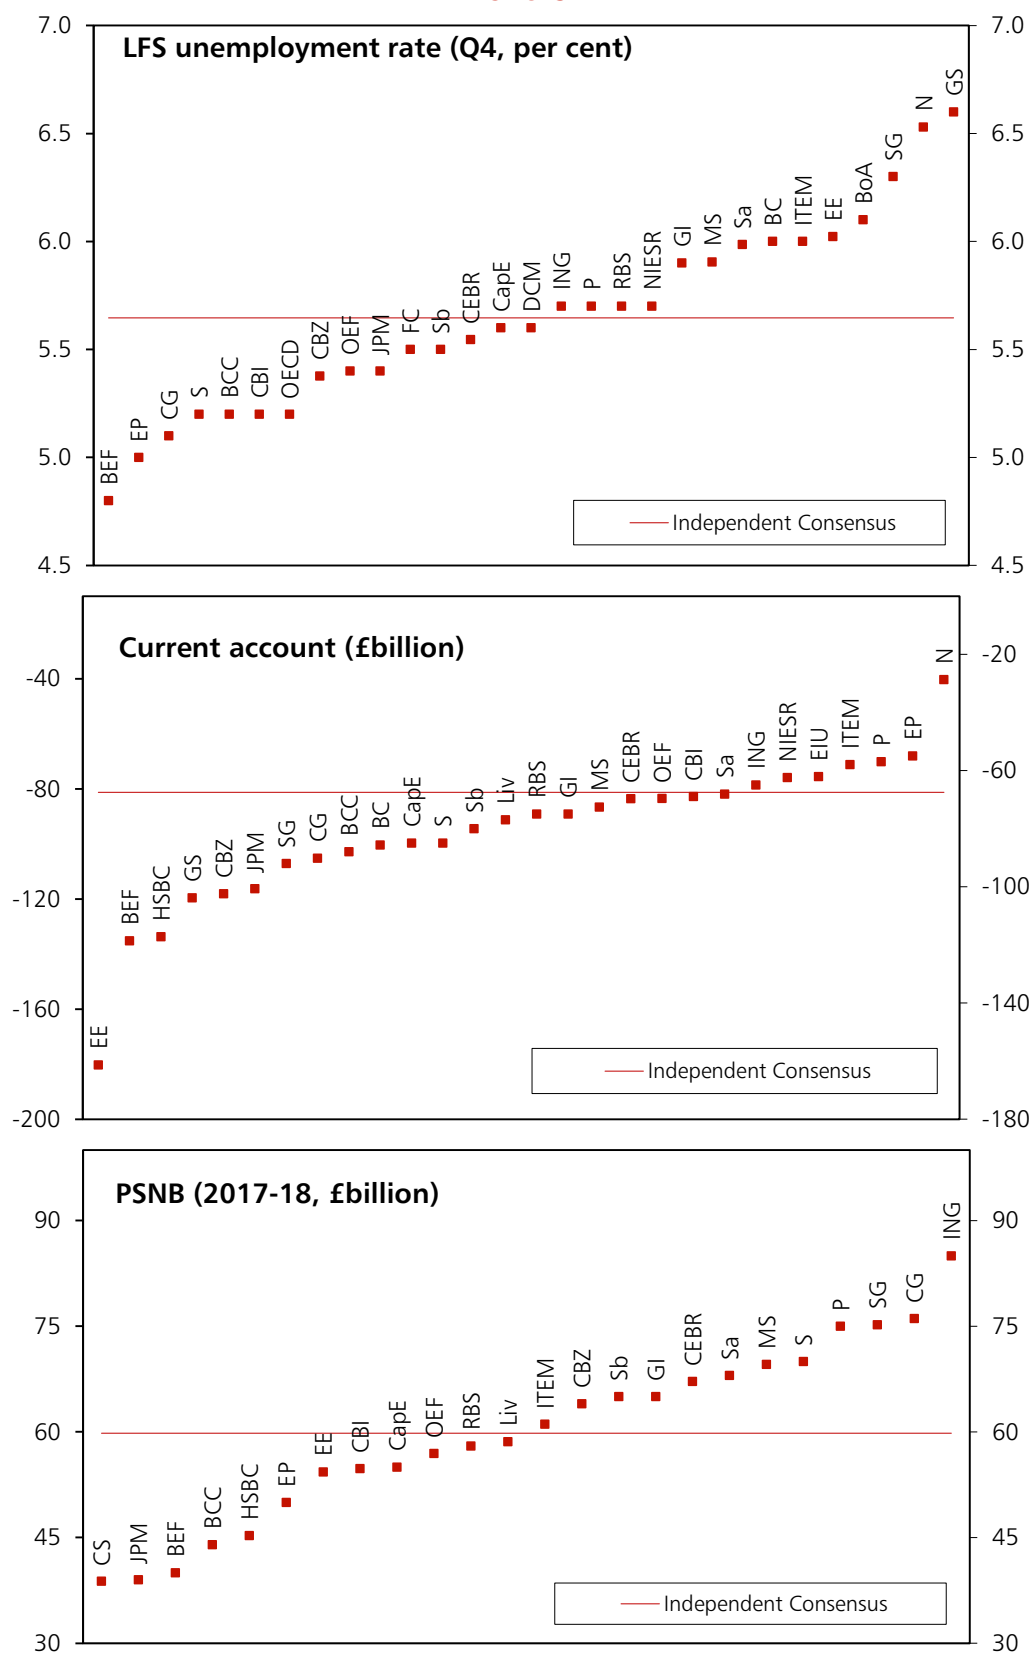 LFS unemployment rate (Q4, per cent)
7.0
6.5
6.0
5.5
5.0
4.5
7.0
6.5
6.0
5.5
5.0
4.5
BEF
EP
CG
S
BCC
CBI
OECD
CBZ
OEF
JPM
FC
Sb
CEBR
CapE
DCM
ING
P
RBS
NIESR
GI
MS
Sa
BC
ITEM
EE
BoA
SG
N
GS
Independent Consensus
Current account (£billion)
-40
-80
-120
-160
-200
-20
-60
-100
-140
-180
EE
BEF
HSBC
GS
CBZ
JPM
SG
CG
BCC
BC
CapE
S
Sb
Liv
RBS
GI
MS
CEBR
OEF
CBI
Sa
ING
NIESR
EIU
ITEM
P
EP
N
Independent Consensus
PSNB (2017-18, £billion)
90
75
60
45
30
90
75
60
45
30
CS
JPM
BEF
BCC
HSBC
EP
EE
CBI
CapE
OEF
RBS
Liv
ITEM
CBZ
Sb
GI
CEBR
Sa
MS
S
P
SG
CG
ING
Independent Consensus